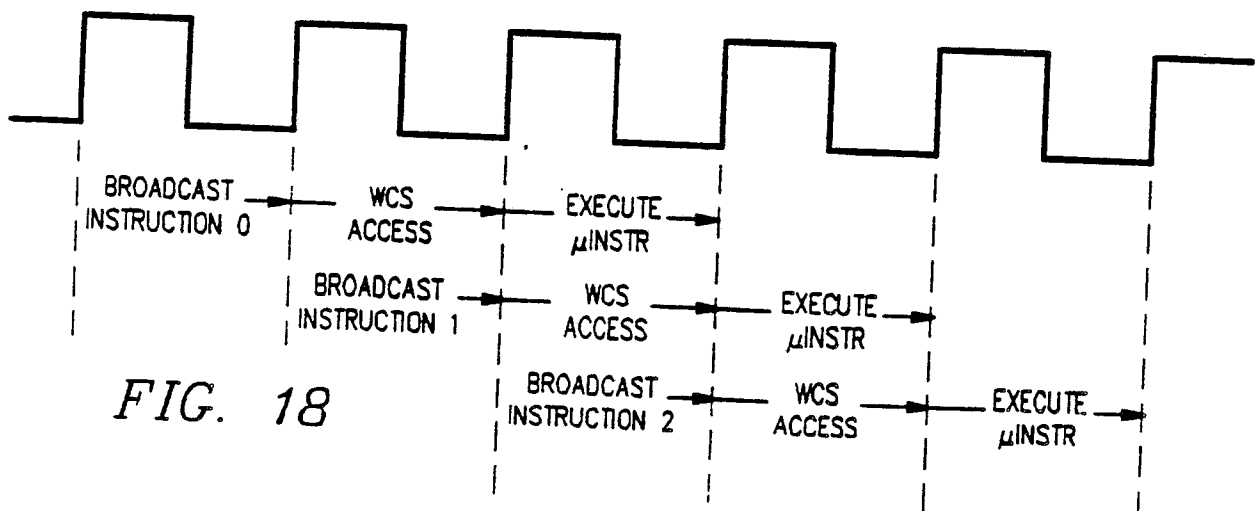 BROADCAST
INSTRUCTION 0
WCS
ACCESS
EXECUTE
μINSTR
BROADCAST
INSTRUCTION 1
WCS
ACCESS
EXECUTE
μINSTR
BROADCAST
INSTRUCTION 2
WCS
ACCESS
EXECUTE
μINSTR
FIG. 18